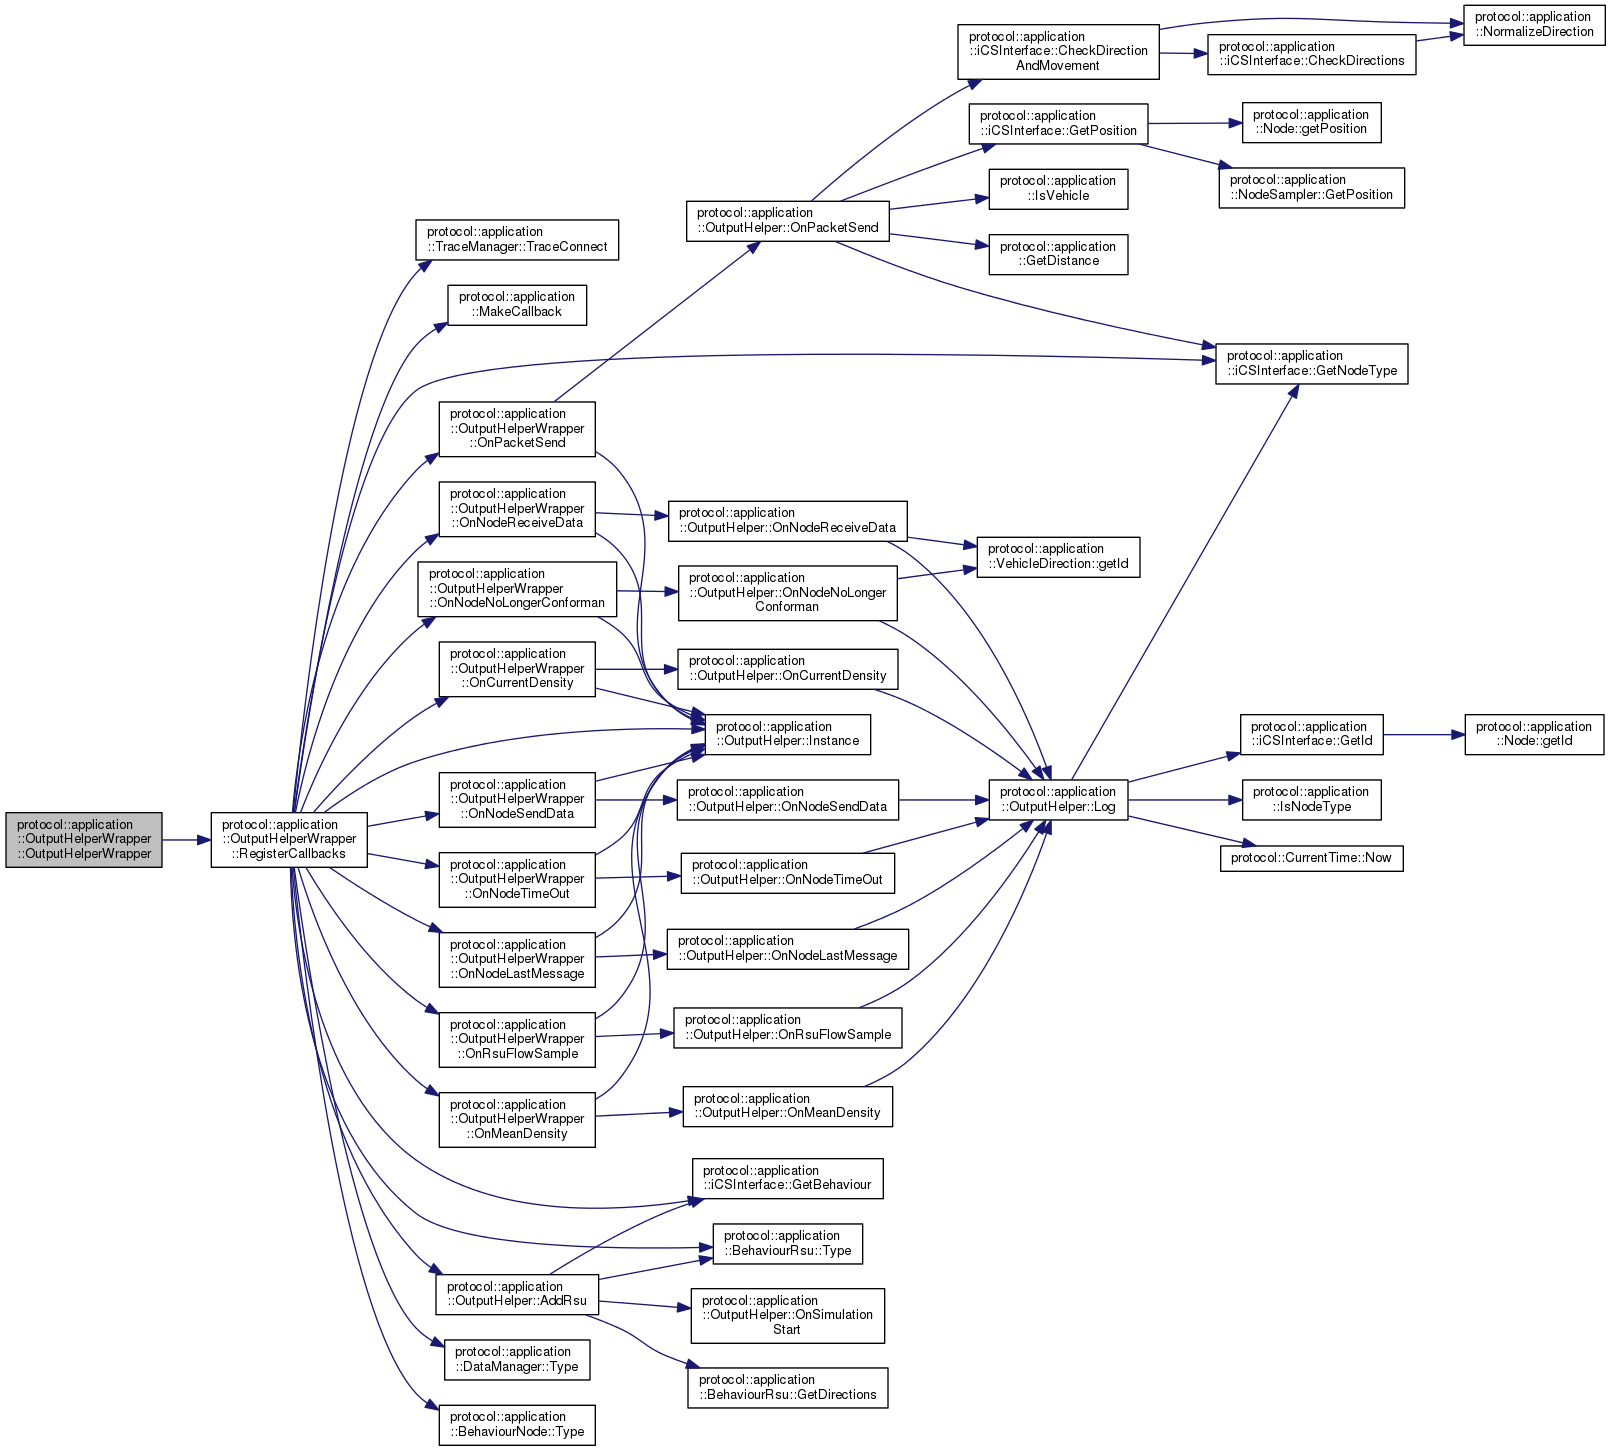 protocol::application
::OutputHelperWrapper
::OutputHelperWrapper
protocol::application
::OutputHelperWrapper
::RegisterCallbacks
protocol::application
::TraceManager::TraceConnect
protocol::application
::MakeCallback
protocol::application
::OutputHelperWrapper
::OnPacketSend
protocol::application
::OutputHelperWrapper
::OnNodeReceiveData
protocol::application
::OutputHelperWrapper
::OnNodeNoLongerConforman
protocol::application
::OutputHelperWrapper
::OnCurrentDensity
protocol::application
::OutputHelperWrapper
::OnNodeSendData
protocol::application
::OutputHelperWrapper
::OnNodeTimeOut
protocol::application
::OutputHelperWrapper
::OnNodeLastMessage
protocol::application
::OutputHelperWrapper
::OnRsuFlowSample
protocol::application
::OutputHelperWrapper
::OnMeanDensity
protocol::application
::OutputHelper::AddRsu
protocol::application
::DataManager::Type
protocol::application
::BehaviourNode::Type
protocol::application
::OutputHelper::OnPacketSend
protocol::application
::OutputHelper::OnNodeReceiveData
protocol::application
::OutputHelper::OnNodeNoLonger
Conforman
protocol::application
::OutputHelper::OnCurrentDensity
protocol::application
::OutputHelper::Instance
protocol::application
::OutputHelper::OnNodeSendData
protocol::application
::OutputHelper::OnNodeTimeOut
protocol::application
::OutputHelper::OnNodeLastMessage
protocol::application
::OutputHelper::OnRsuFlowSample
protocol::application
::OutputHelper::OnMeanDensity
protocol::application
::iCSInterface::GetBehaviour
protocol::application
::BehaviourRsu::Type
protocol::application
::OutputHelper::OnSimulation
Start
protocol::application
::BehaviourRsu::GetDirections
protocol::application
::iCSInterface::CheckDirection
AndMovement
protocol::application
::iCSInterface::GetPosition
protocol::application
::IsVehicle
protocol::application
::GetDistance
protocol::application
::VehicleDirection::getId
protocol::application
::OutputHelper::Log
protocol::application
::iCSInterface::CheckDirections
protocol::application
::Node::getPosition
protocol::application
::NodeSampler::GetPosition
protocol::application
::iCSInterface::GetNodeType
protocol::application
::iCSInterface::GetId
protocol::application
::IsNodeType
protocol::CurrentTime::Now
protocol::application
::NormalizeDirection
protocol::application
::Node::getId